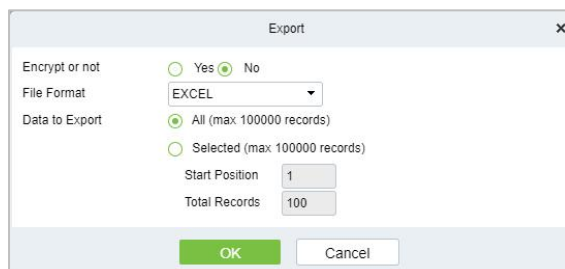 Export
Encrypt or not Yes No
File Format EXCEL
Data to Export All (max 100000 records)
Selected (max 100000 records)
Start Position 1
Total Records 100
OK Cancel